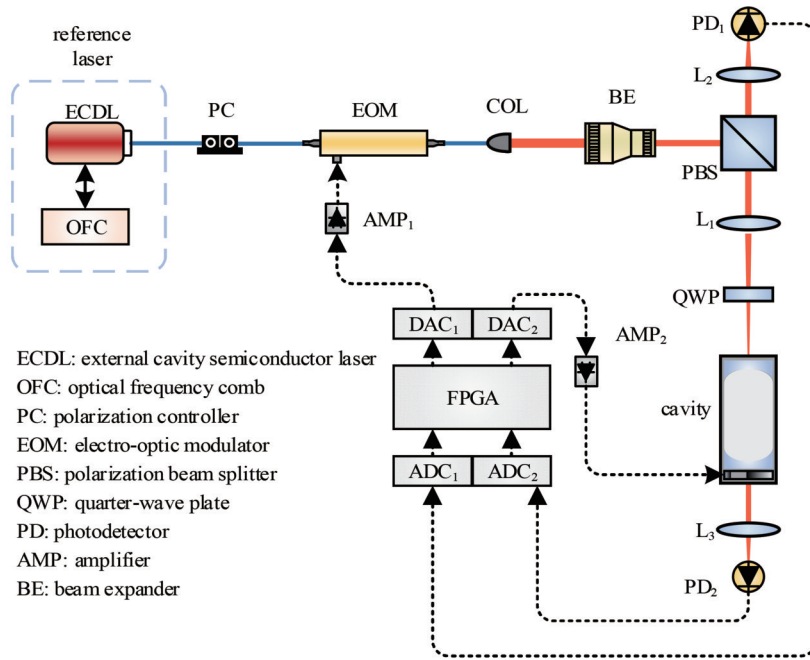 reference
laser
ECDL
OFC
PC
EOM
COL
BE
PD₁
L₂
PBS
L₁
QWP
AMP₁
DAC₁
DAC₂
AMP₂
FPGA
cavity
ADC₁
ADC₂
L₃
PD₂
ECDL: external cavity semiconductor laser
OFC: optical frequency comb
PC: polarization controller
EOM: electro-optic modulator
PBS: polarization beam splitter
QWP: quarter-wave plate
PD: photodetector
AMP: amplifier
BE: beam expander